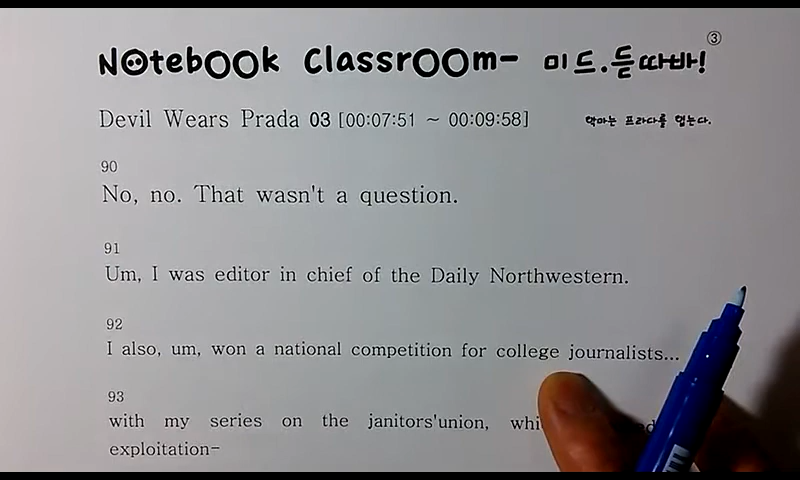 ③
Notebook Classroom- 미드.듣따바!
Devil Wears Prada 03 [00:07:51 ~ 00:09:58]
악마는 프라다를 입는다.
90
No, no. That wasn't a question.
91
Um, I was editor in chief of the Daily Northwestern.
92
I also, um, won a national competition for college journalists...
93
with my series on the janitors'union,
exploitation-